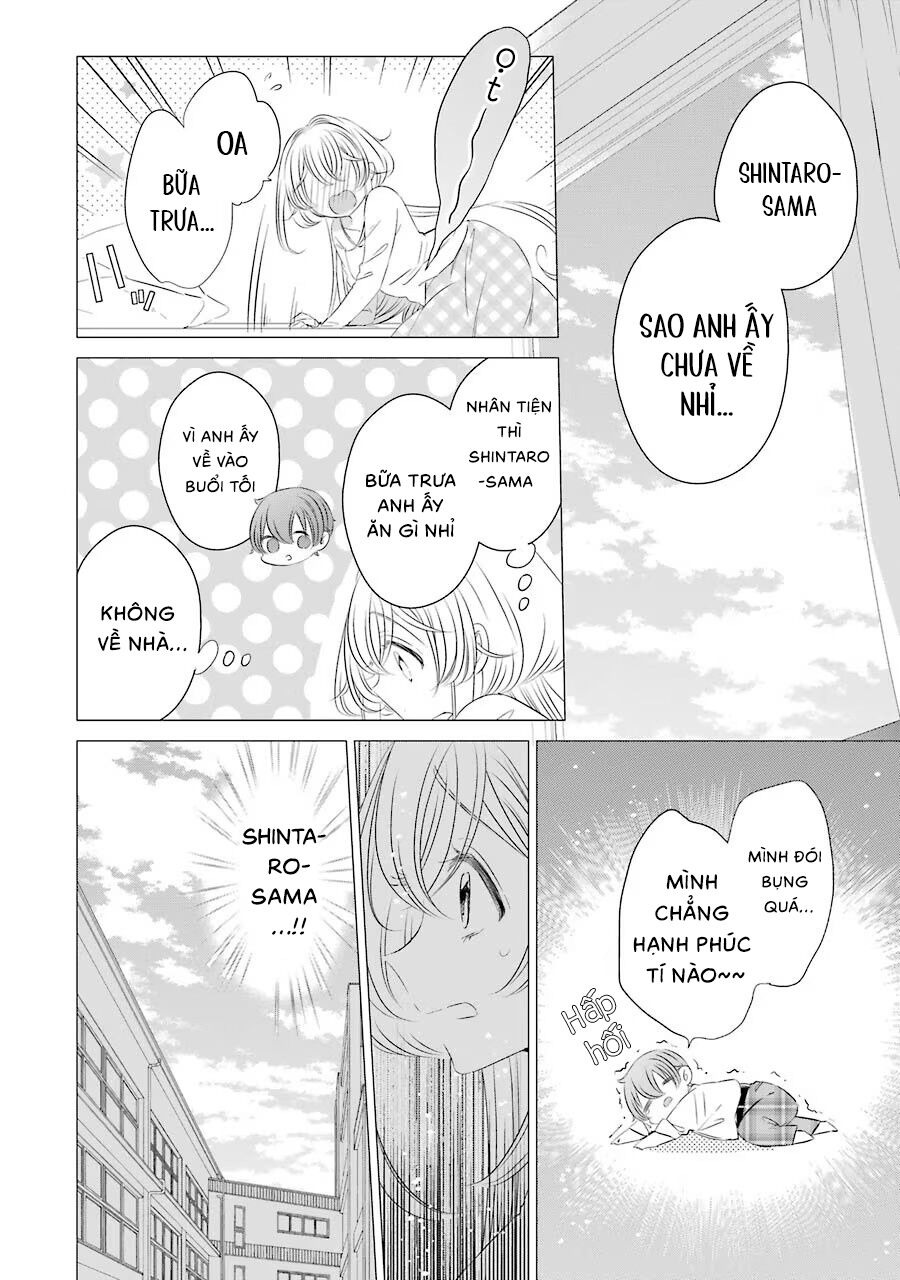 SHINTARO-
SAMA
SAO ANH ẤY
CHƯA VỀ
NHỈ...
ỌT
OA
BỮA
TRƯA...
NHÂN TIỆN
THÌ
SHINTARO
-SAMA
BỮA TRƯA
ANH ẤY
ĂN GÌ NHỈ
VÌ ANH ẤY
VỀ VÀO
BUỔI TỐI
KHÔNG
VỀ NHÀ...
MÌNH ĐÓI
BỤNG
QUÁ...
MÌNH
CHẲNG
HẠNH PHÚC
TÍ NÀO~~
Hấp
hối
SHINTA-
RO-
SAMA
...!!